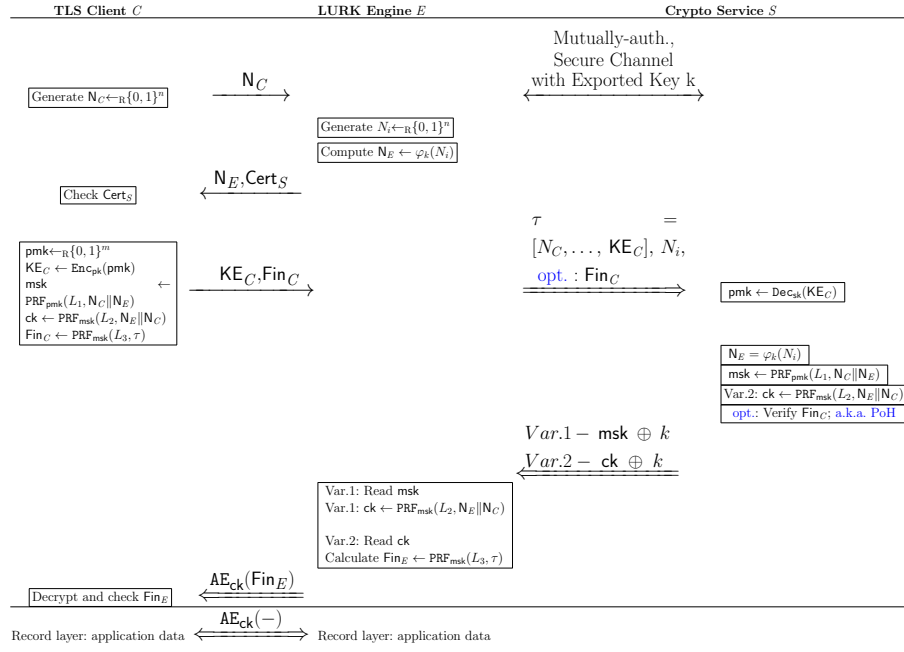 TLS Client C LURK Engine E Crypto Service S
Mutually-auth.,
Secure Channel
with Exported Key k
N_C
Generate N_C←_R{0, 1}^n
Generate N_i←_R{0, 1}^n
Compute N_E ← φ_k(N_i)
N_E,Cert_S
Check Cert_S
τ =
[N_C, . . . , KE_C], N_i,
opt. : Fin_C
pmk←_R{0, 1}^m
KE_C ← Enc_pk(pmk)
msk ←
PRF_pmk(L_1, N_C‖N_E)
ck ← PRF_msk(L_2, N_E‖N_C)
Fin_C ← PRF_msk(L_3, τ)
KE_C,Fin_C
pmk ← Dec_sk(KE_C)
N_E = φ_k(N_i)
msk ← PRF_pmk(L_1, N_C‖N_E)
Var.2: ck ← PRF_msk(L_2, N_E‖N_C)
opt.: Verify Fin_C; a.k.a. PoH
Var.1 − msk ⊕ k
Var.2 − ck ⊕ k
Var.1: Read msk
Var.1: ck ← PRF_msk(L_2, N_E‖N_C)
Var.2: Read ck
Calculate Fin_E ← PRF_msk(L_3, τ)
AE_ck(Fin_E)
Decrypt and check Fin_E
AE_ck(−)
Record layer: application data Record layer: application data